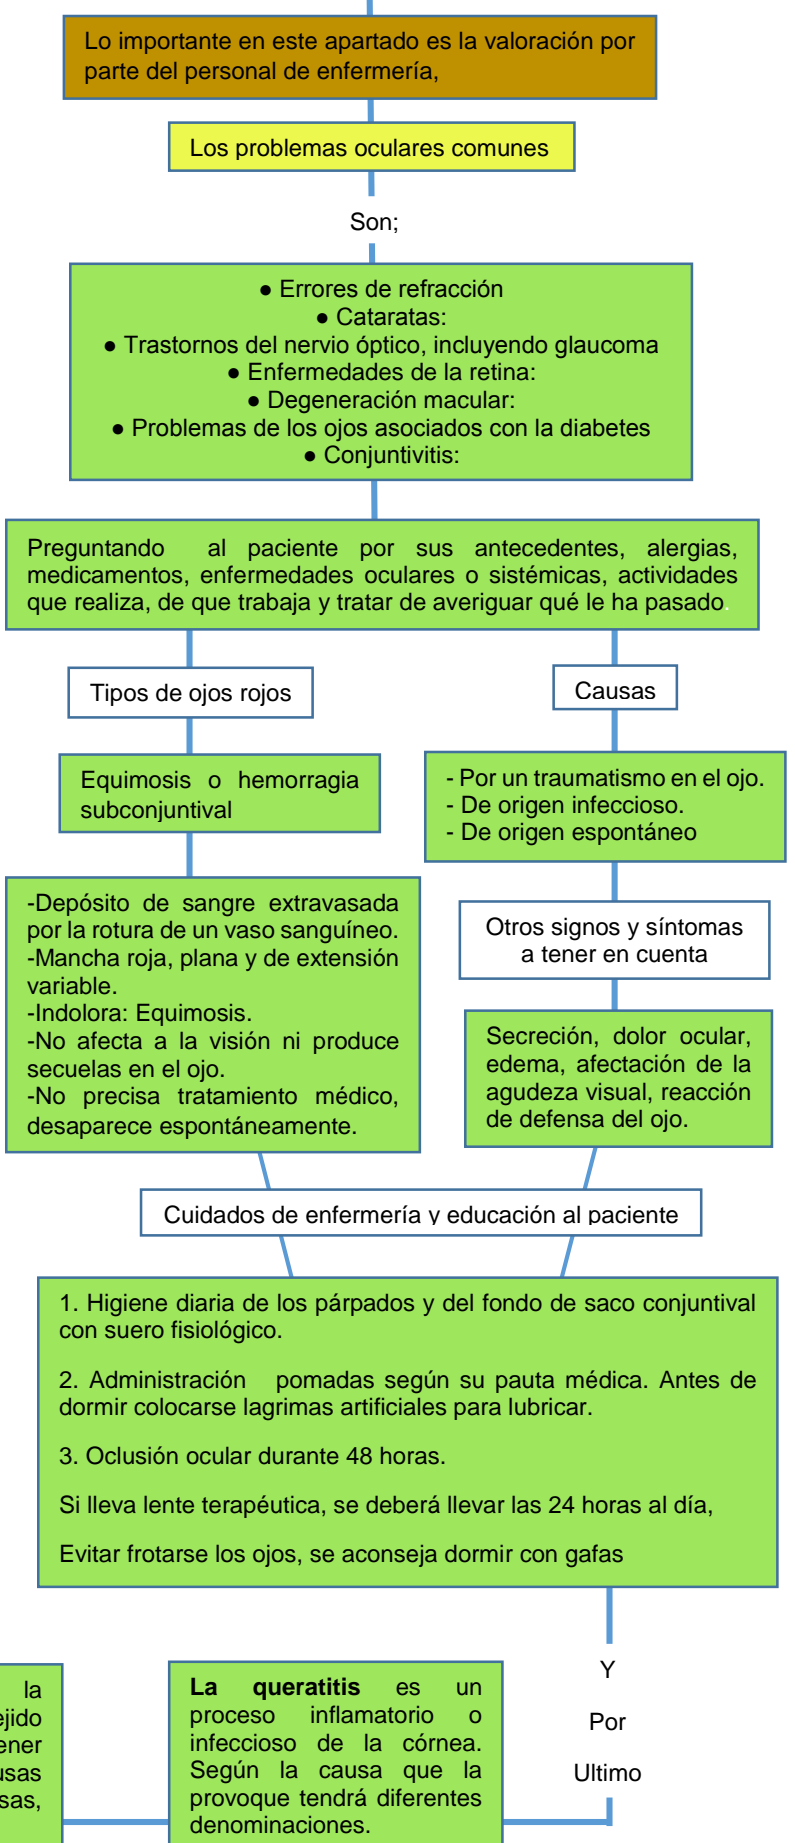 Lo importante en este apartado es la valoración por
parte del personal de enfermería,
Los problemas oculares comunes
Son;
● Errores de refracción
● Cataratas:
● Trastornos del nervio óptico, incluyendo glaucoma
● Enfermedades de la retina:
● Degeneración macular:
● Problemas de los ojos asociados con la diabetes
● Conjuntivitis:
Preguntando al paciente por sus antecedentes, alergias,
medicamentos, enfermedades oculares o sistémicas, actividades
que realiza, de que trabaja y tratar de averiguar qué le ha pasado.
Tipos de ojos rojos
Causas
Equimosis o hemorragia
subconjuntival
- Por un traumatismo en el ojo.
- De origen infeccioso.
- De origen espontáneo
-Depósito de sangre extravasada
por la rotura de un vaso sanguíneo.
-Mancha roja, plana y de extensión
variable.
-Indolora: Equimosis.
-No afecta a la visión ni produce
secuelas en el ojo.
-No precisa tratamiento médico,
desaparece espontáneamente.
Otros signos y síntomas
a tener en cuenta
Secreción, dolor ocular,
edema, afectación de la
agudeza visual, reacción
de defensa del ojo.
Cuidados de enfermería y educación al paciente
1. Higiene diaria de los párpados y del fondo de saco conjuntival
con suero fisiológico.
2. Administración pomadas según su pauta médica. Antes de
dormir colocarse lagrimas artificiales para lubricar.
3. Oclusión ocular durante 48 horas.
Si lleva lente terapéutica, se deberá llevar las 24 horas al día,
Evitar frotarse los ojos, se aconseja dormir con gafas
Y
Por
Ultimo
La queratitis es un
proceso inflamatorio o
infeccioso de la córnea.
Según la causa que la
provoque tendrá diferentes
denominaciones.
la
ejido
ener
usas
sas,